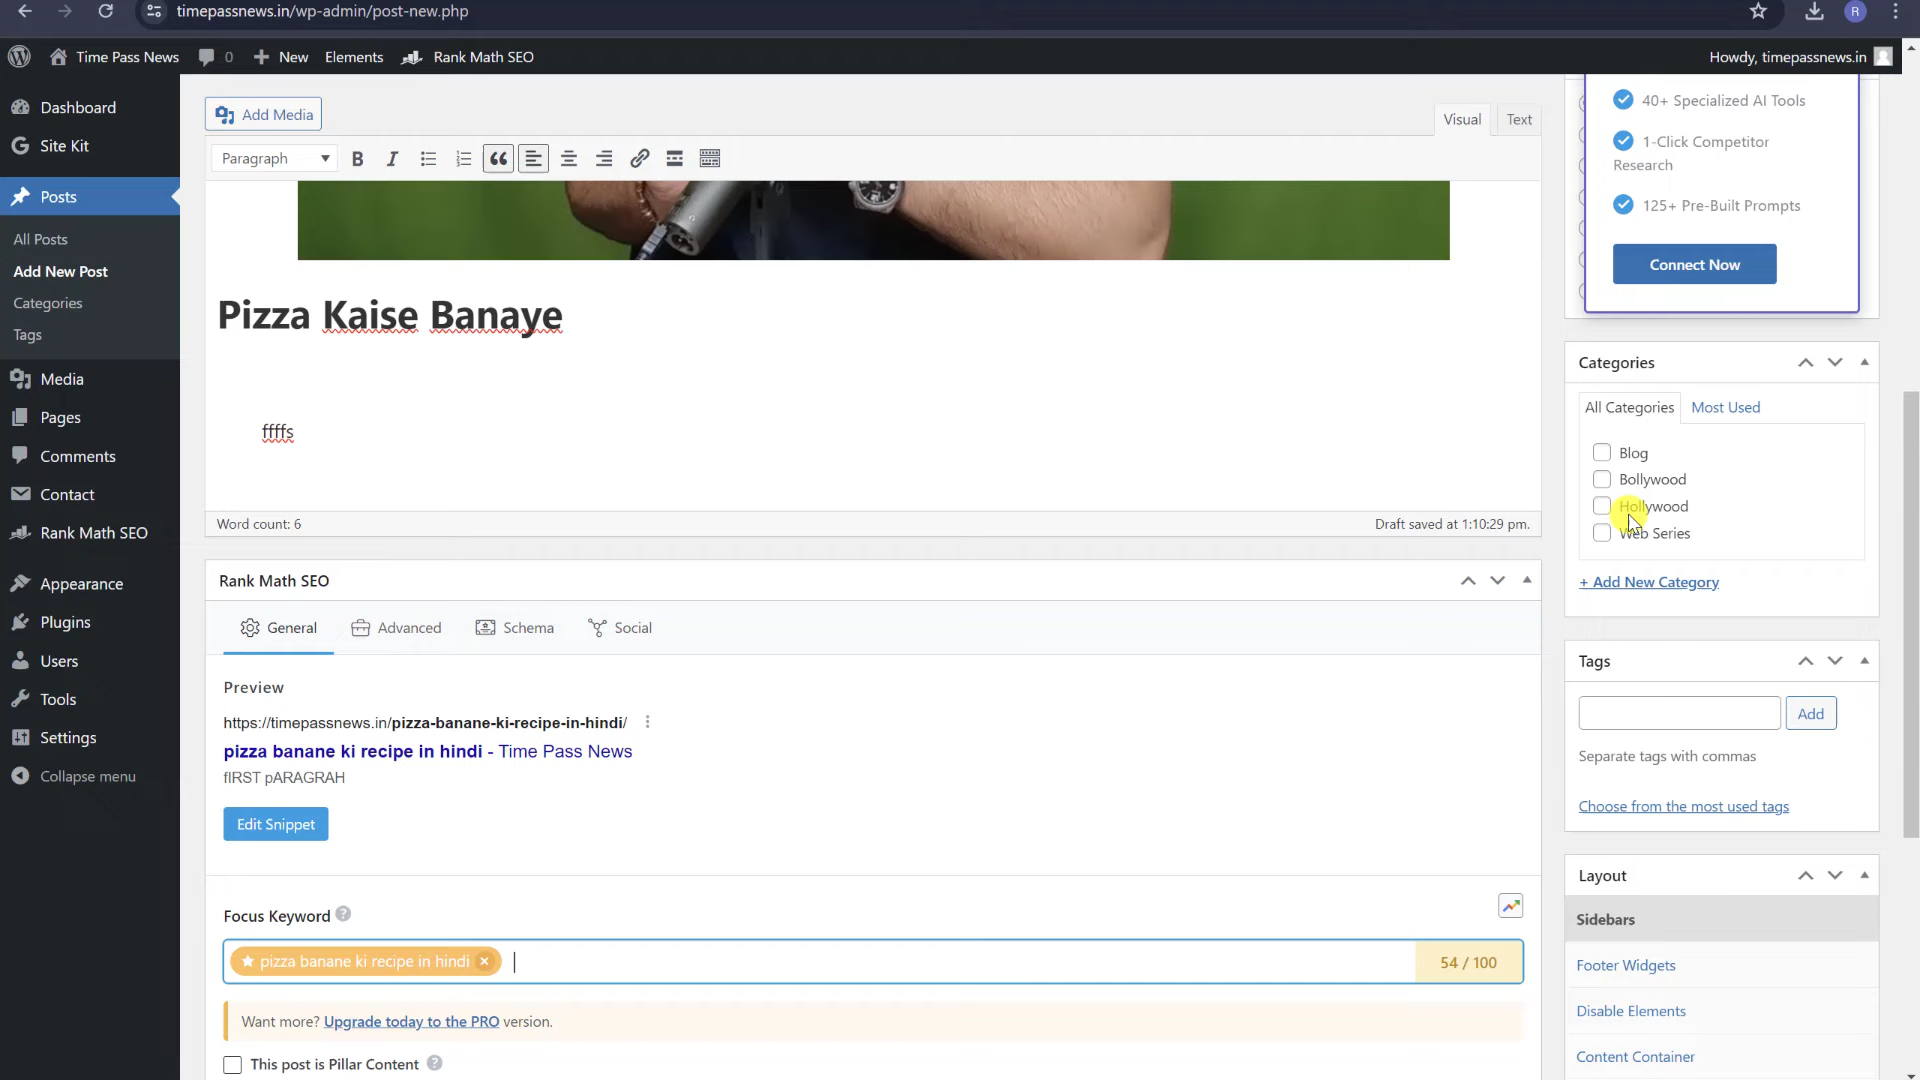 timepassnews.in/wp-admin/post-new.php
R
Time Pass News
0
New
Elements
Rank Math SEO
Howdy, timepassnews.in
Dashboard
Site Kit
Posts
All Posts
Add New Post
Categories
Tags
Media
Pages
Comments
Contact
Rank Math SEO
Appearance
Plugins
Users
Tools
Settings
Collapse menu
Add Media
Visual
Text
Paragraph
B
I
Pizza Kaise Banaye
ffffs
Word count: 6
Draft saved at 1:10:29 pm.
Rank Math SEO
General
Advanced
Schema
Social
Preview
https://timepassnews.in/pizza-banane-ki-recipe-in-hindi/
pizza banane ki recipe in hindi - Time Pass News
fIRST pARAGRAH
Edit Snippet
Focus Keyword
pizza banane ki recipe in hindi
54 / 100
Want more? Upgrade today to the PRO version.
This post is Pillar Content
40+ Specialized AI Tools
1-Click Competitor
Research
125+ Pre-Built Prompts
Connect Now
Categories
All Categories
Most Used
Blog
Bollywood
Hollywood
Web Series
+ Add New Category
Tags
Add
Separate tags with commas
Choose from the most used tags
Layout
Sidebars
Footer Widgets
Disable Elements
Content Container